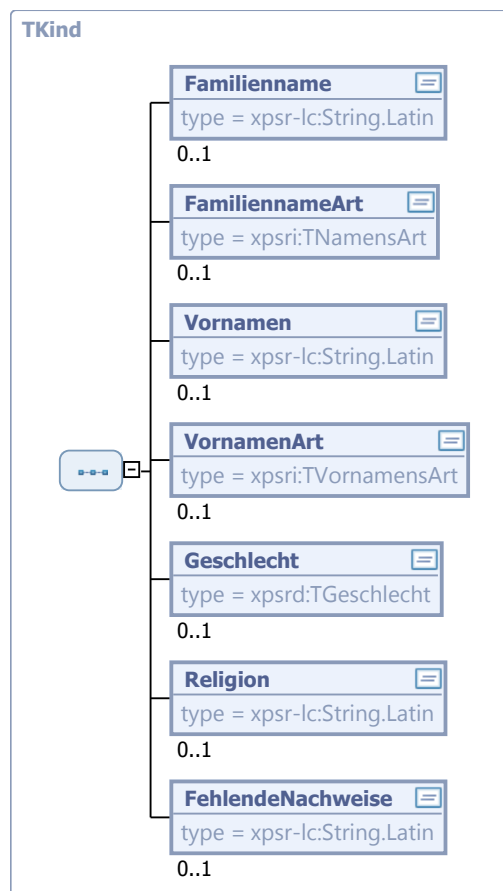 TKind
Familienname
type = xpsr-lc:String.Latin
0..1
FamiliennameArt
type = xpsri:TNamensArt
0..1
Vornamen
type = xpsr-lc:String.Latin
0..1
VornamenArt
type = xpsri:TVornamensArt
0..1
Geschlecht
type = xpsrd:TGeschlecht
0..1
Religion
type = xpsr-lc:String.Latin
0..1
FehlendeNachweise
type = xpsr-lc:String.Latin
0..1